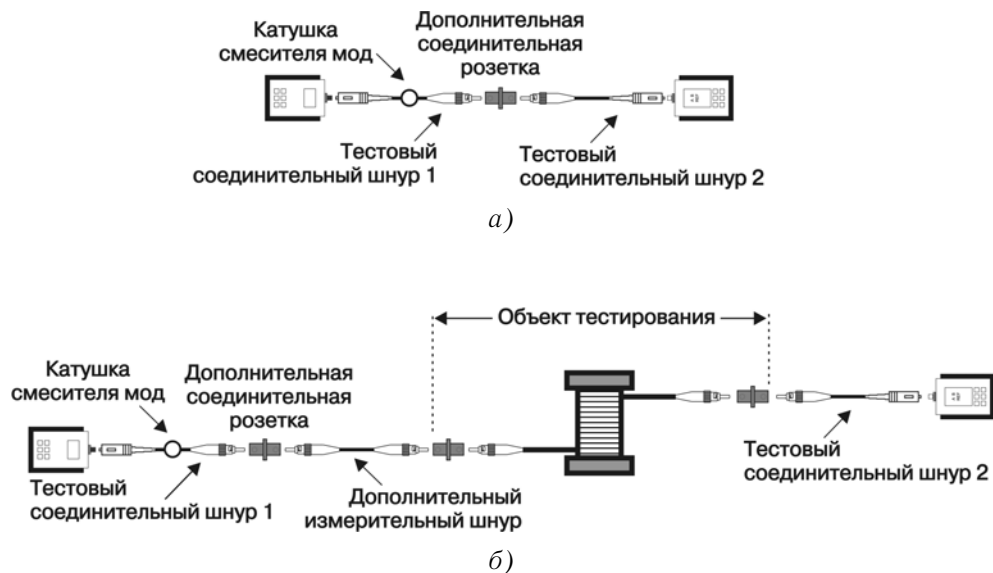 Катушка
смесителя мод
Дополнительная
соединительная
розетка
Тестовый
соединительный шнур 1
Тестовый
соединительный шнур 2
а)
Объект тестирования
Катушка
смесителя мод
Дополнительная
соединительная
розетка
Тестовый
соединительный шнур 1
Дополнительный
измерительный шнур
Тестовый
соединительный шнур 2
б)